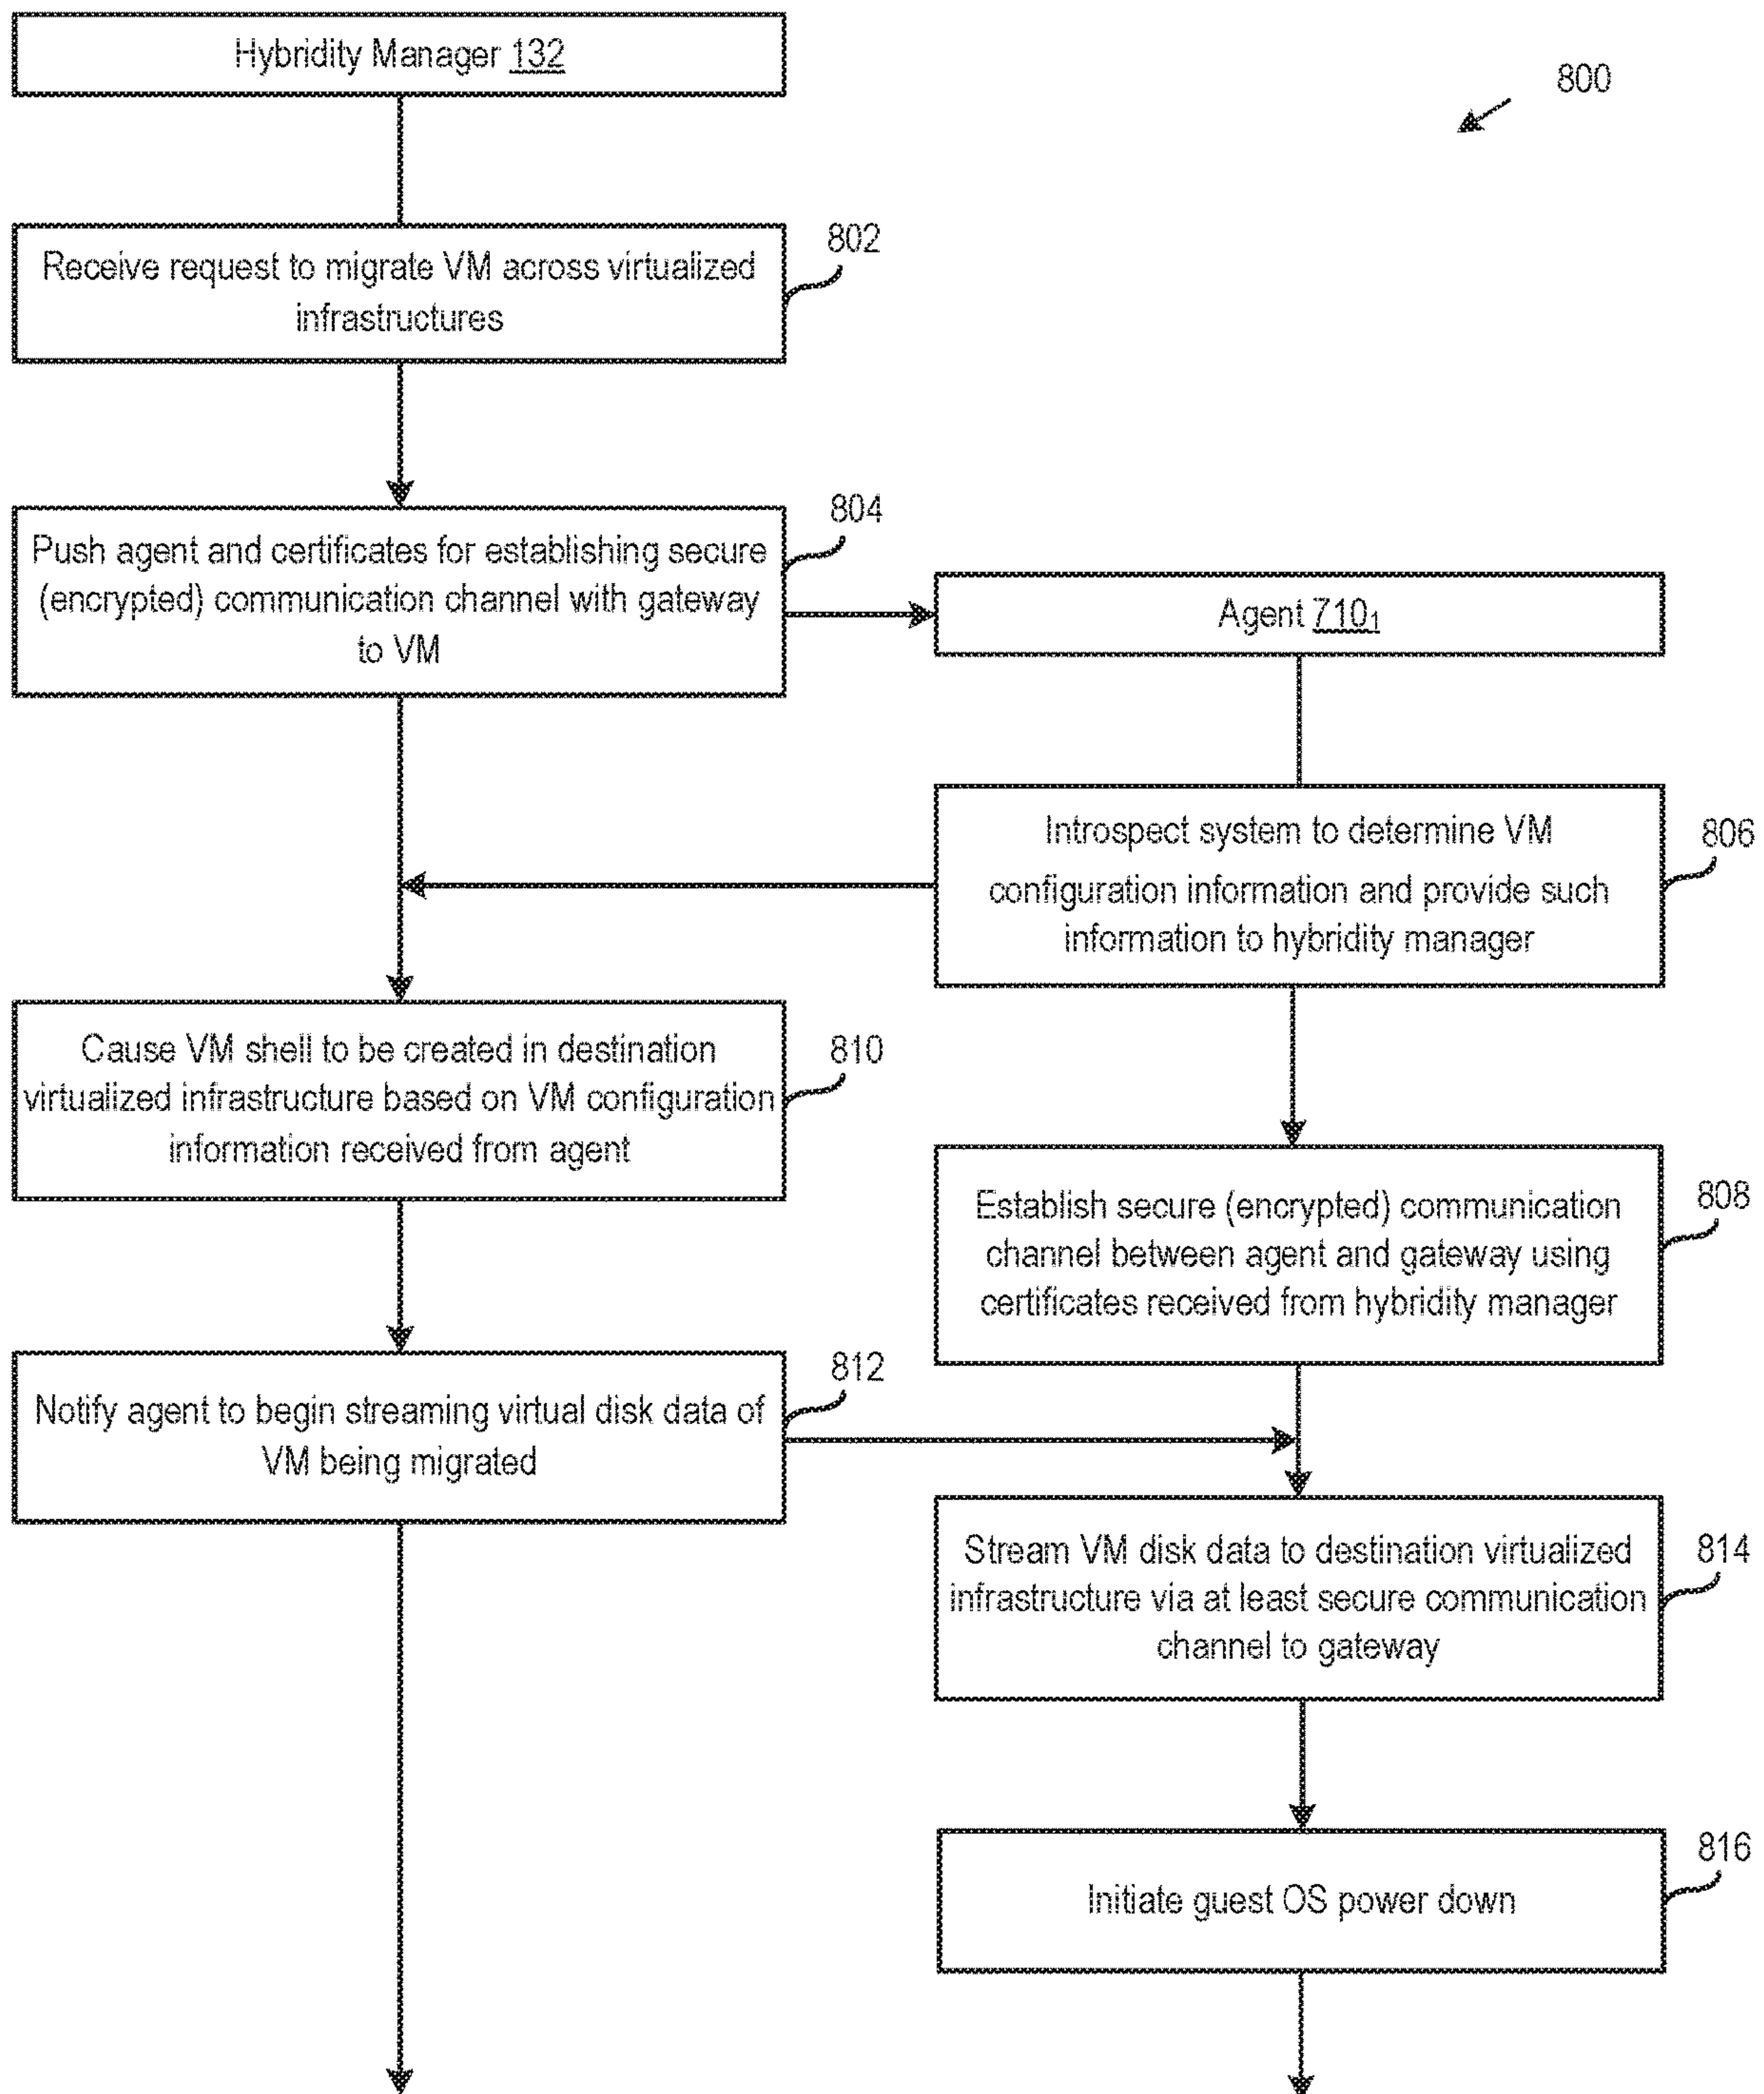 Hybridity Manager 132
800
802
Receive request to migrate VM across virtualized
infrastructures
804
Push agent and certificates for establishing secure
(encrypted) communication channel with gateway
to VM
Agent 710₁
806
Introspect system to determine VM
configuration information and provide such
information to hybridity manager
810
Cause VM shell to be created in destination
virtualized infrastructure based on VM configuration
information received from agent
808
Establish secure (encrypted) communication
channel between agent and gateway using
certificates received from hybridity manager
812
Notify agent to begin streaming virtual disk data of
VM being migrated
814
Stream VM disk data to destination virtualized
infrastructure via at least secure communication
channel to gateway
816
Initiate guest OS power down